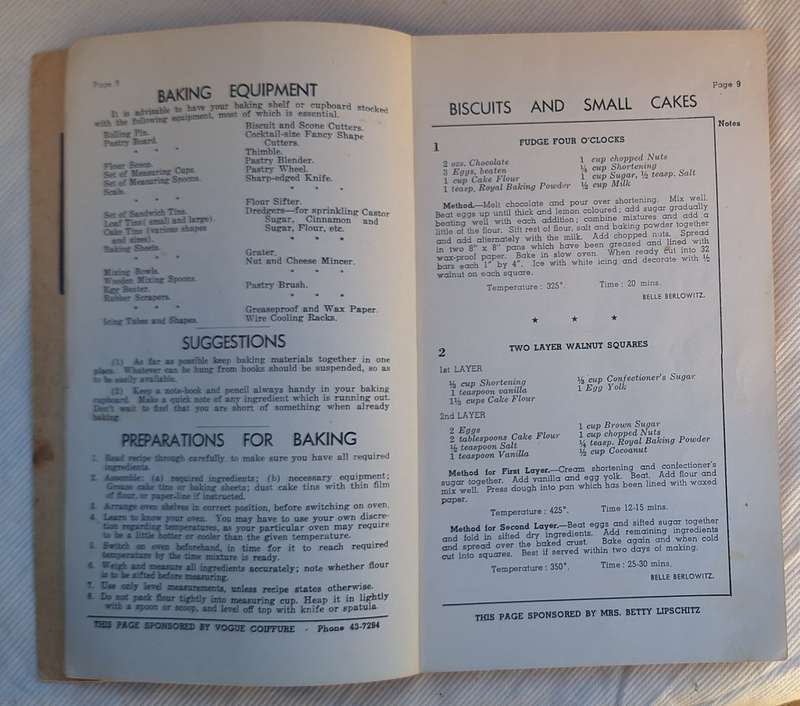 Page 8
BAKING EQUIPMENT
It is advisable to have your baking shelf or cupboard stocked
with the following equipment, most of which is essential.
Rolling Pin.
Pastry Board.
" " "
Flour Scoop.
Set of Measuring Cups.
Set of Measuring Spoons.
Scale.
" " "
Set of Sandwich Tins.
Loaf Tins (small and large).
Cake Tins (various shapes
and sizes).
Baking Sheets.
" " "
Mixing Bowls.
Wooden Mixing Spoons.
Egg Beater.
Rubber Scrapers.
" " "
Icing Tubes and Shapes.
Biscuit and Scone Cutters.
Cocktail-size Fancy Shape
Cutters.
Thimble.
Pastry Blender.
Pastry Wheel.
Sharp-edged Knife.
" " "
Flour Sifter.
Dredgers—for sprinkling Castor
Sugar, Cinnamon and
Sugar, Flour, etc.
" " "
Grater.
Nut and Cheese Mincer.
" " "
Pastry Brush.
" " "
Greaseproof and Wax Paper.
Wire Cooling Racks.
SUGGESTIONS
(1) As far as possible keep baking materials together in one
place. Whatever can be hung from hooks should be suspended, so as
to be easily available.
(2) Keep a note-book and pencil always handy in your baking
cupboard. Make a quick note of any ingredient which is running out.
Don't wait to find that you are short of something when already
baking.
PREPARATIONS FOR BAKING
1. Read recipe through carefully to make sure you have all required
ingredients.
2. Assemble: (a) required ingredients; (b) necessary equipment;
Grease cake tins or baking sheets; dust cake tins with thin film
of flour, or paper-line if instructed.
3. Arrange oven shelves in correct position, before switching on oven.
4. Learn to know your oven. You may have to use your own discre-
tion regarding temperatures, as your particular oven may require
to be a little hotter or cooler than the given temperature.
5. Switch on oven beforehand, in time for it to reach required
temperature by the time mixture is ready.
6. Weigh and measure all ingredients accurately; note whether flour
is to be sifted before measuring.
7. Use only level measurements, unless recipe states otherwise.
8. Do not pack flour tightly into measuring cup. Heap it in lightly
with a spoon or scoop, and level off top with knife or spatula.
THIS PAGE SPONSORED BY VOGUE COIFFURE - Phone 43-7294
Page 9
BISCUITS AND SMALL CAKES
Notes
1
FUDGE FOUR O'CLOCKS
2 ozs. Chocolate
3 Eggs, beaten
1 cup Cake Flour
1 teasp. Royal Baking Powder
1 cup chopped Nuts
¼ cup Shortening
1 cup Sugar, ½ teasp. Salt
½ cup Milk
Method.—Melt chocolate and pour over shortening. Mix well.
Beat eggs up until thick and lemon coloured; add sugar gradually
beating well with each addition; combine mixtures and add a
little of the flour. Sift rest of flour, salt and baking powder together
and add alternately with the milk. Add chopped nuts. Spread
in two 8" x 8" pans which have been greased and lined with
wax-proof paper. Bake in slow oven. When ready cut into 32
bars each 1" by 4". Ice with white icing and decorate with ½
walnut on each square.
Temperature: 325°. Time: 20 mins.
BELLE BERLOWITZ.
★ ★ ★
2
TWO LAYER WALNUT SQUARES
1st LAYER
½ cup Shortening
1 teaspoon vanilla
1½ cups Cake Flour
½ cup Confectioner's Sugar
1 Egg Yolk
2nd LAYER
2 Eggs
2 tablespoons Cake Flour
½ teaspoon Salt
1 teaspoon Vanilla
1 cup Brown Sugar
1 cup chopped Nuts
¼ teasp. Royal Baking Powder
½ cup Cocoanut
Method for First Layer.—Cream shortening and confectioner's
sugar together. Add vanilla and egg yolk. Beat. Add flour and
mix well. Press dough into pan which has been lined with waxed
paper.
Temperature: 425°. Time 12-15 mins.
Method for Second Layer.—Beat eggs and sifted sugar together
and fold in sifted dry ingredients. Add remaining ingredients
and spread over the baked crust. Bake again and when cold
cut into squares. Best if served within two days of making.
Temperature: 350°. Time: 25-30 mins.
BELLE BERLOWITZ.
THIS PAGE SPONSORED BY MRS. BETTY LIPSCHITZ